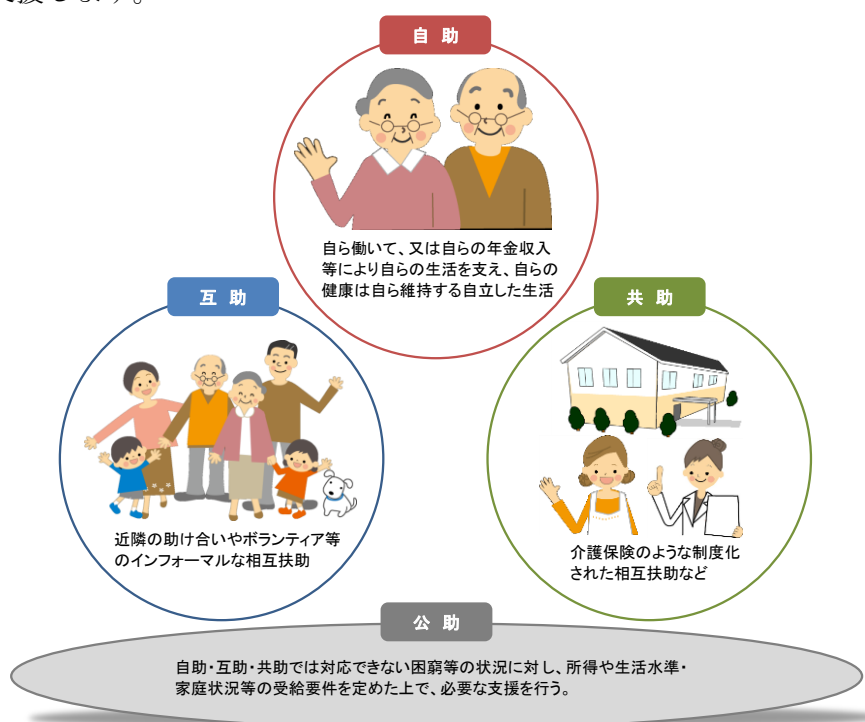 援します。
自助
自ら働いて、又は自らの年金収入
等により自らの生活を支え、自らの
健康は自ら維持する自立した生活
互助
近隣の助け合いやボランティア等
のインフォーマルな相互扶助
共助
介護保険のような制度化
された相互扶助など
公助
自助・互助・共助では対応できない困窮等の状況に対し、所得や生活水準・
家庭状況等の受給要件を定めた上で、必要な支援を行う。